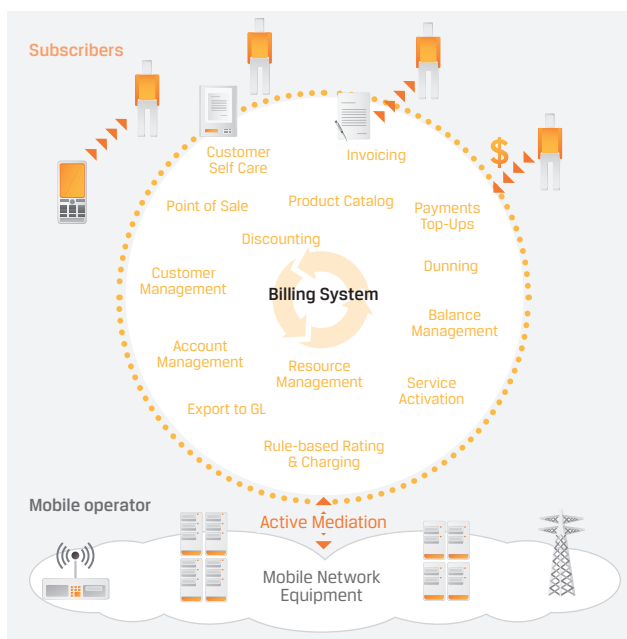 Subscribers
$
Customer
Self Care
Invoicing
Point of Sale
Product Catalog
Payments
Top-Ups
Discounting
Customer
Management
Billing System
Dunning
Balance
Management
Account
Management
Resource
Management
Service
Activation
Export to GL
Rule-based Rating
& Charging
Mobile operator
Active Mediation
Mobile Network
Equipment